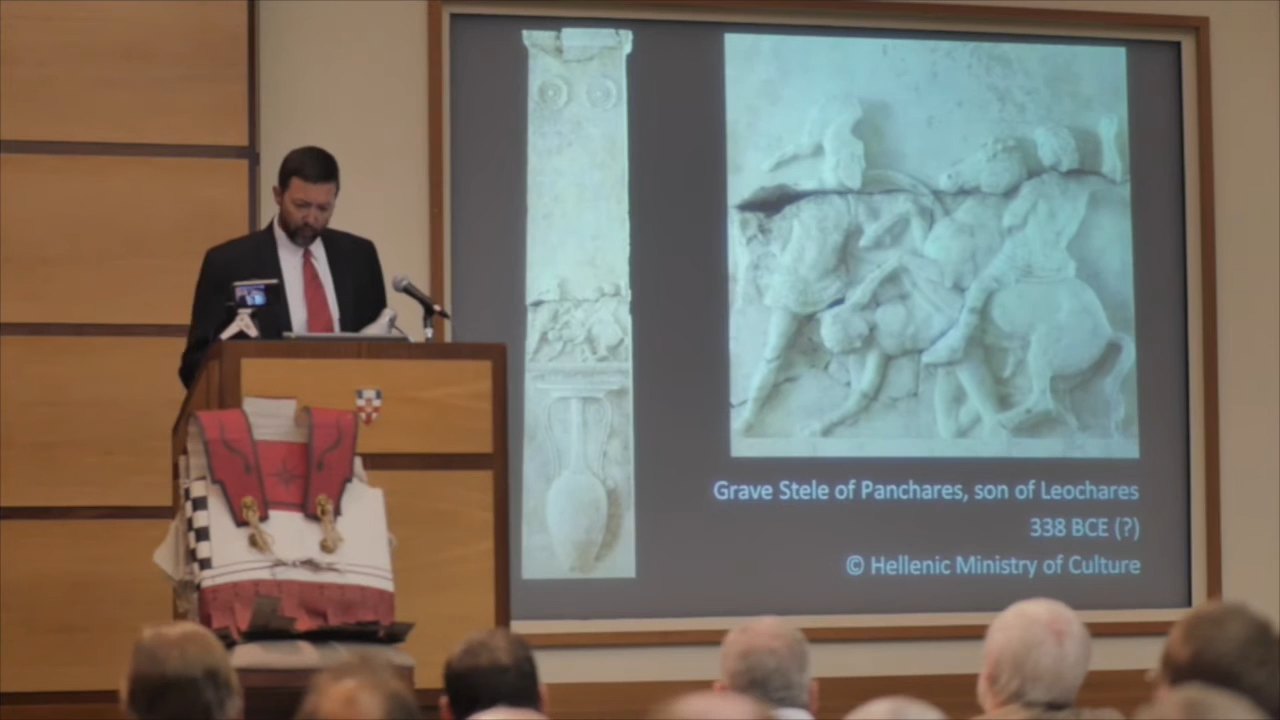 Grave Stele of Panchares, son of Leochares
338 BCE (?)
© Hellenic Ministry of Culture